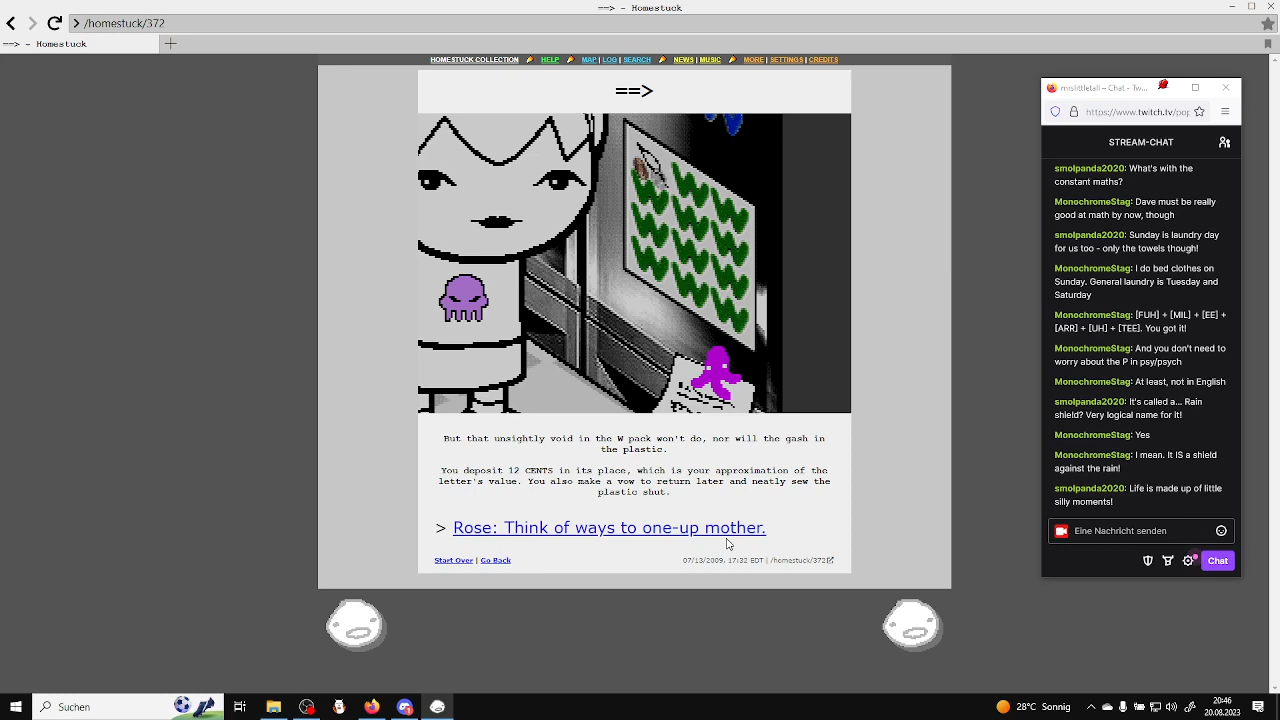 ==> - Homestuck
/homestuck/372
==> - Homestuck
HOMESTUCK COLLECTION HELP MAP | LOG | SEARCH NEWS | MUSIC MORE | SETTINGS | CREDITS
==>
But that unsightly void in the W pack won't do, nor will the gash in
the plastic.
You deposit 12 CENTS in its place, which is your approximation of the
letter's value. You also make a vow to return later and neatly sew the
plastic shut.
> Rose: Think of ways to one-up mother.
Start Over | Go Back
07/13/2009, 17:32 EDT | /homestuck/372
mrslittletall – Chat - Tw...
https://www.twitch.tv/pop
STREAM-CHAT
smolpanda2020: What's with the
constant maths?
MonochromeStag: Dave must be really
good at math by now, though
smolpanda2020: Sunday is laundry day
for us too - only the towels though!
MonochromeStag: I do bed clothes on
Sunday. General laundry is Tuesday and
Saturday
MonochromeStag: [FUH] + [MIL] + [EE] +
[ARR] + [UH] + [TEE]. You got it!
MonochromeStag: And you don't need to
worry about the P in psy/psych
MonochromeStag: At least, not in English
smolpanda2020: It's called a... Rain
shield? Very logical name for it!
MonochromeStag: Yes
MonochromeStag: I mean. It IS a shield
against the rain!
smolpanda2020: Life is made up of little
silly moments!
Eine Nachricht senden
Chat
Suchen
28°C Sonnig
20:46
20.08.2023